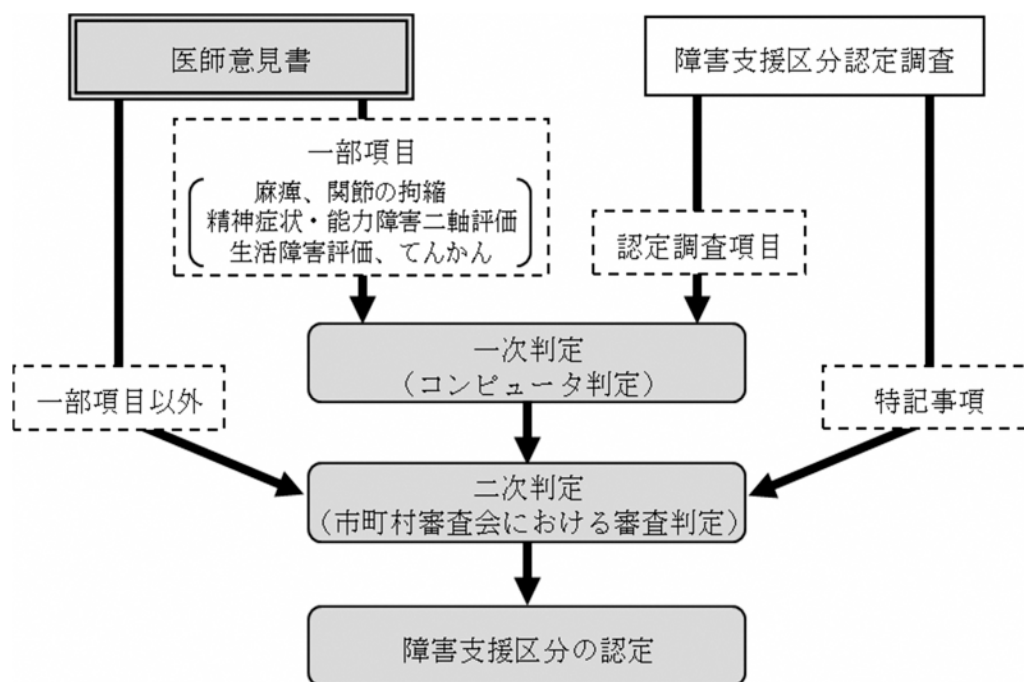 医師意見書
障害支援区分認定調査
一部項目
麻痺、関節の拘縮
精神症状・能力障害二軸評価
生活障害評価、てんかん
認定調査項目
一次判定
（コンピュータ判定）
一部項目以外
特記事項
二次判定
（市町村審査会における審査判定）
障害支援区分の認定